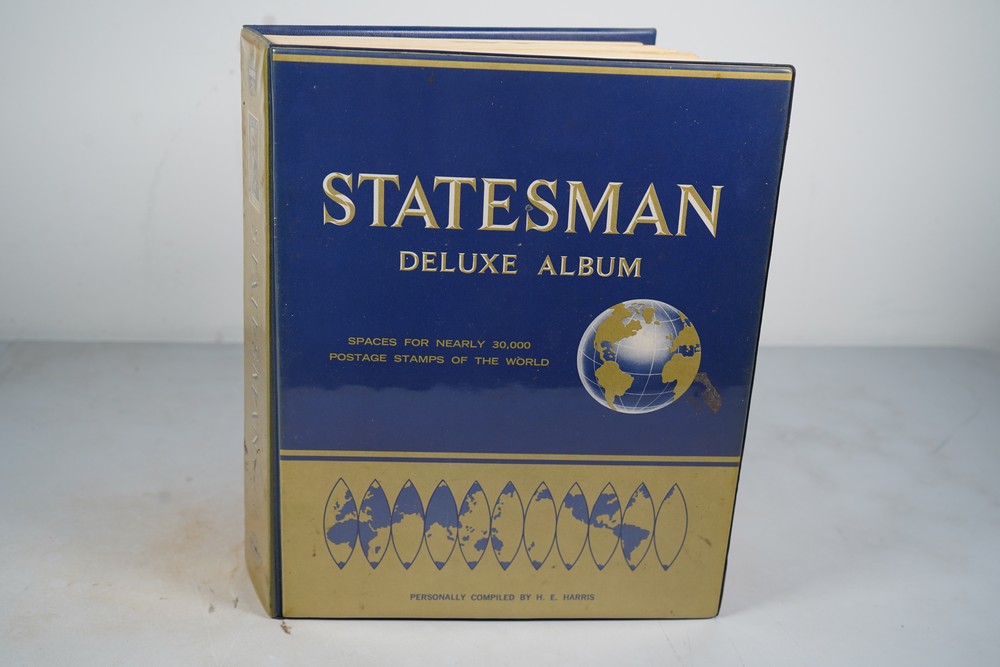 STATESMAN
DELUXE ALBUM
SPACES FOR NEARLY 30,000
POSTAGE STAMPS OF THE WORLD
PERSONALLY COMPILED BY H. E. HARRIS